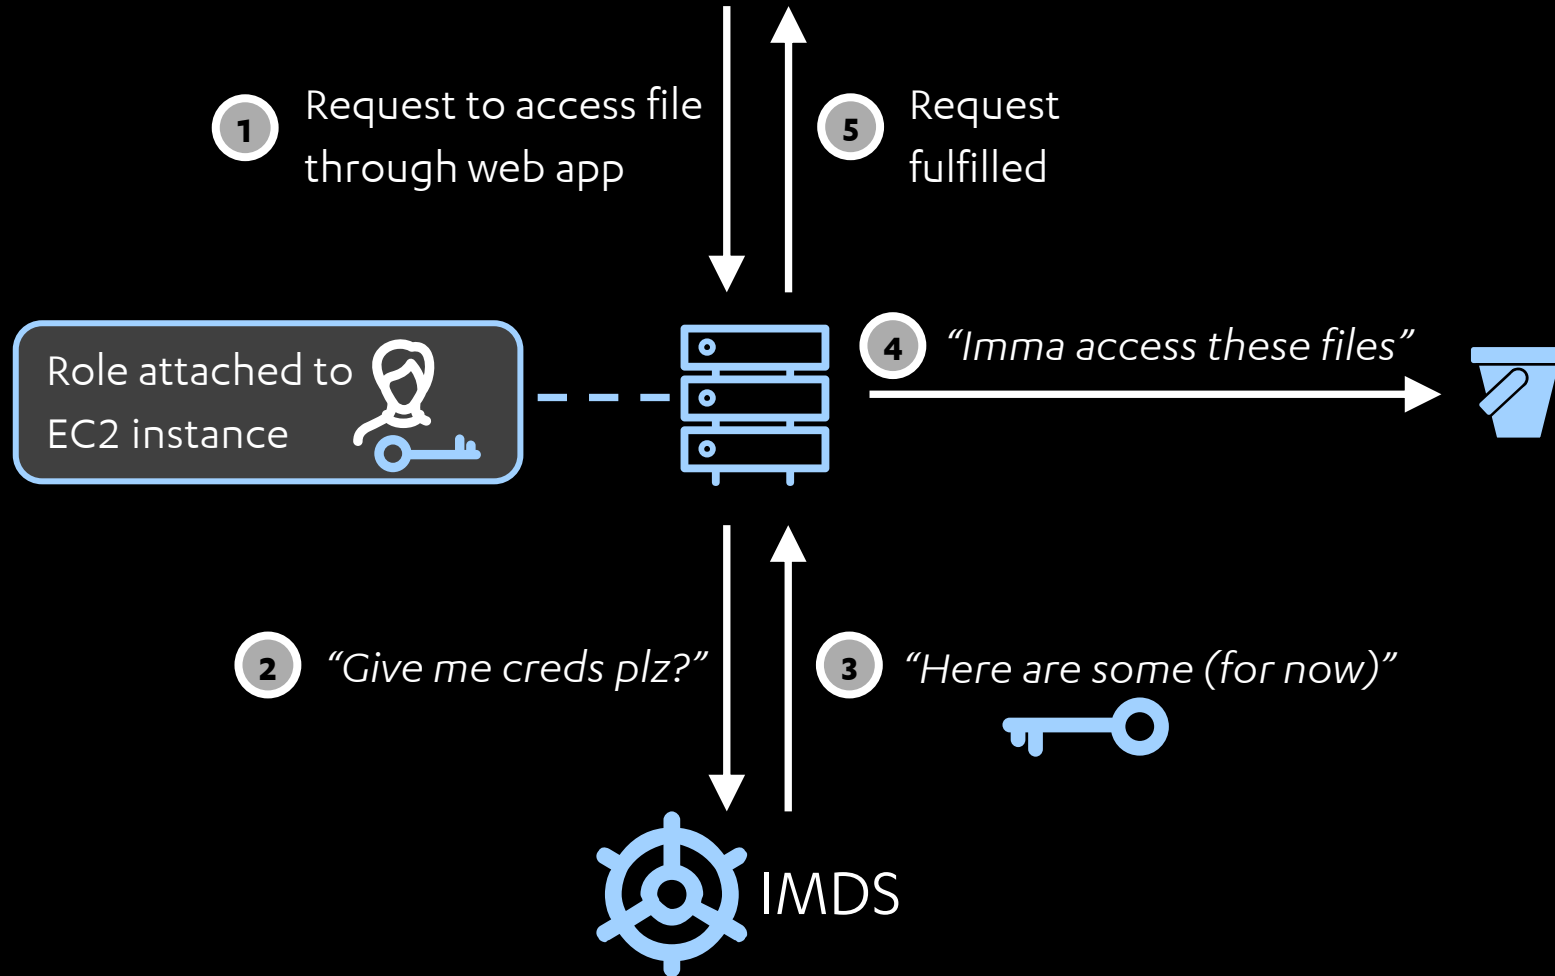 1
Request to access file
through web app
5
Request
fulfilled
Role attached to
EC2 instance
4
“Imma access these files”
2
“Give me creds plz?”
3
“Here are some (for now)”
IMDS